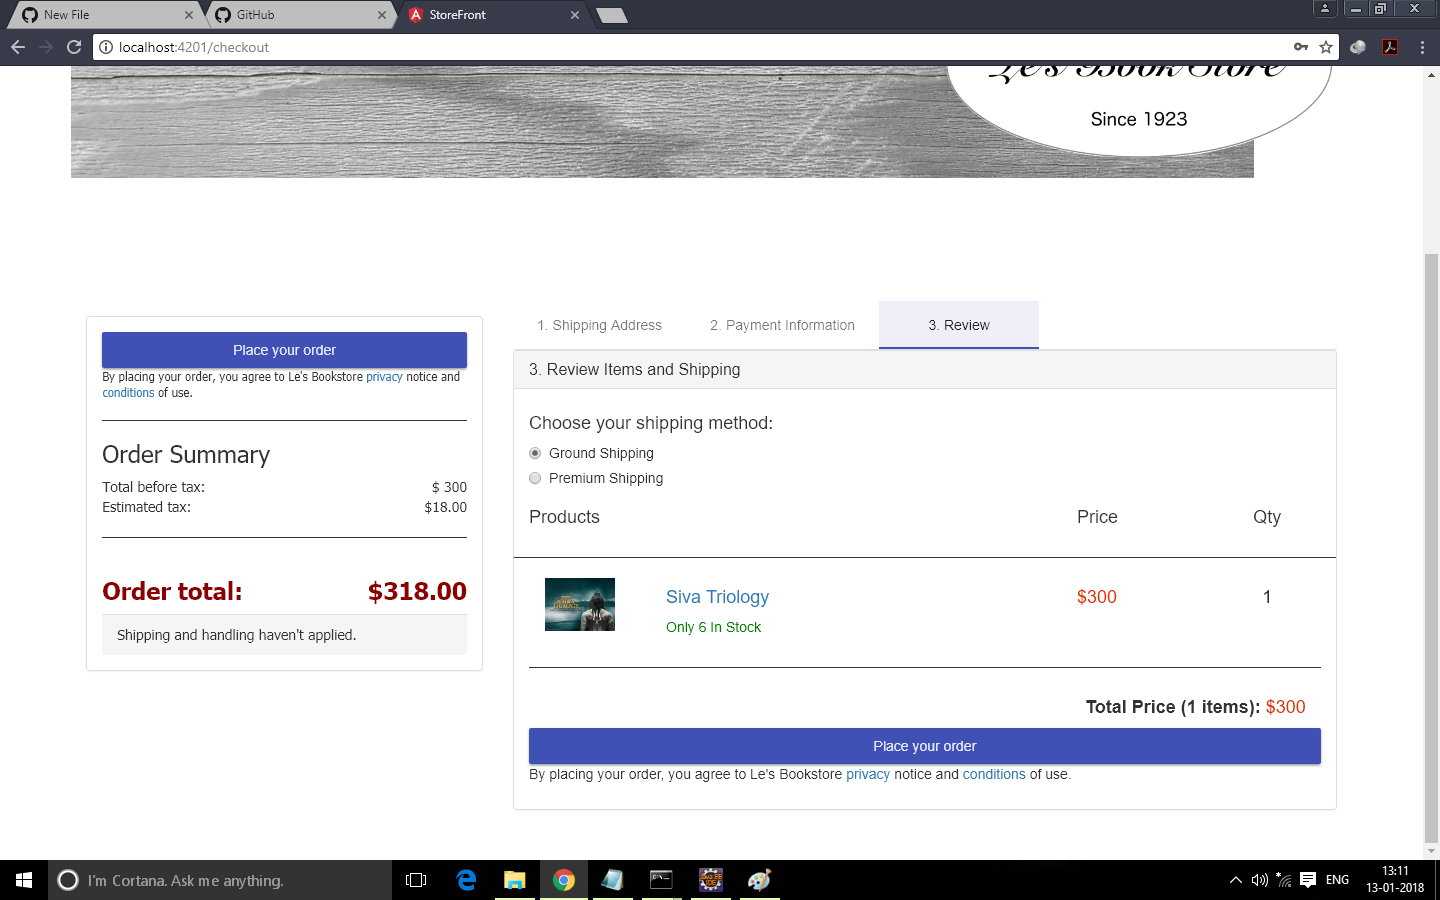 New File
GitHub
StoreFront
localhost:4201/checkout
Le's Book Store
Since 1923
Place your order
By placing your order, you agree to Le's Bookstore privacy notice and
conditions of use.
Order Summary
Total before tax: $ 300
Estimated tax: $18.00
Order total: $318.00
Shipping and handling haven't applied.
1. Shipping Address 2. Payment Information 3. Review
3. Review Items and Shipping
Choose your shipping method:
Ground Shipping
Premium Shipping
Products Price Qty
Siva Triology $300 1
Only 6 In Stock
Total Price (1 items): $300
Place your order
By placing your order, you agree to Le's Bookstore privacy notice and conditions of use.
I'm Cortana. Ask me anything.
ENG
13:11
13-01-2018